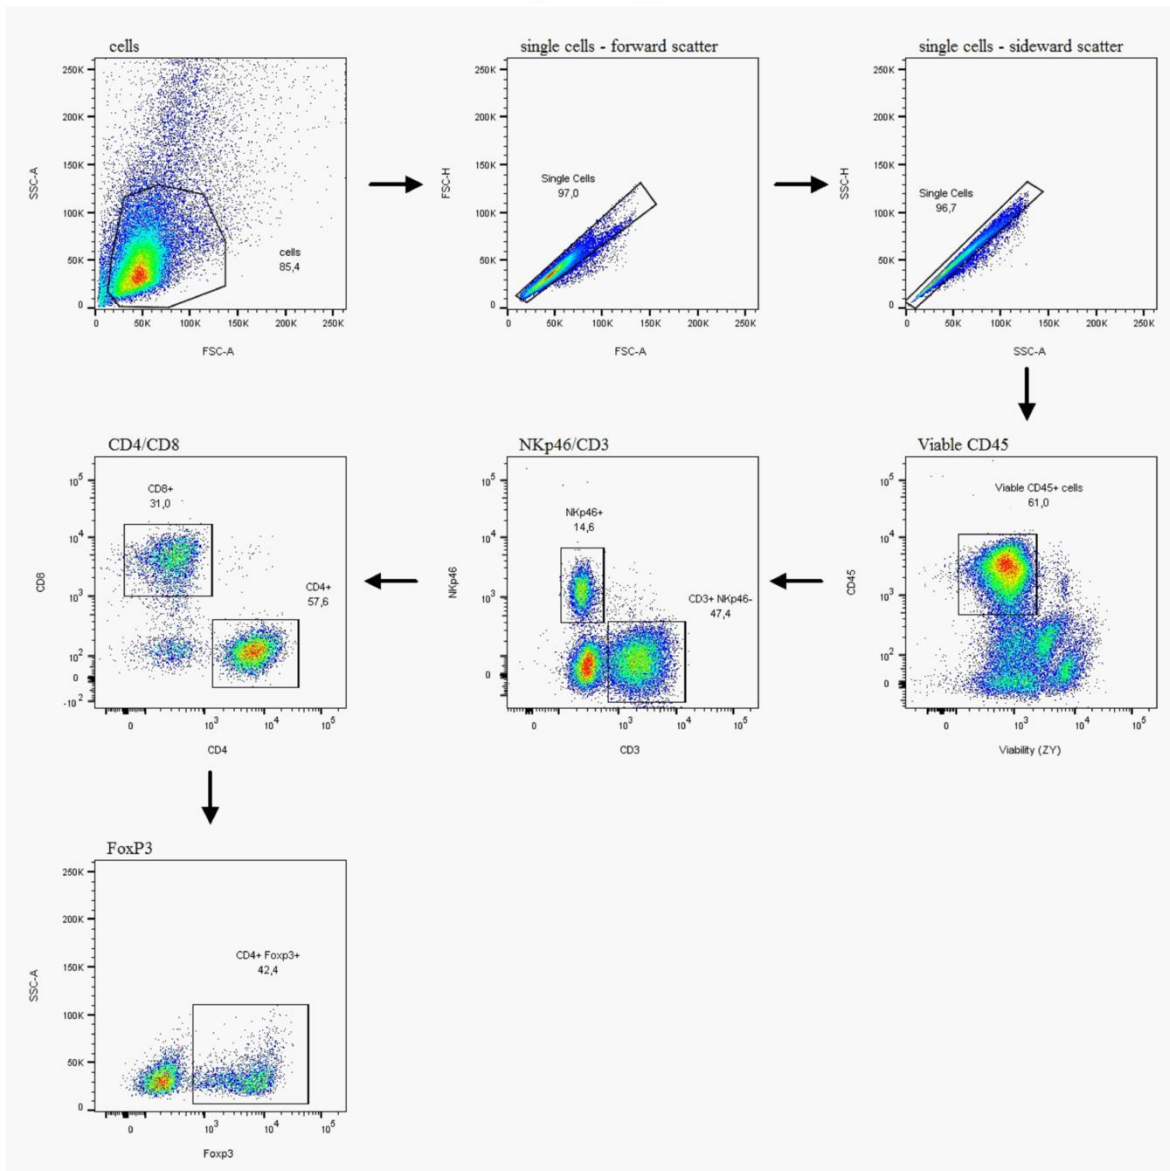 cells
250K
200K
150K
100K
50K
0
SSC-A
cells
85,4
0 50K 100K 150K 200K 250K
FSC-A
single cells - forward scatter
250K
200K
150K
100K
50K
0
FSC-H
Single Cells
97,0
0 50K 100K 150K 200K 250K
FSC-A
single cells - sideward scatter
250K
200K
150K
100K
50K
0
SSC-H
Single Cells
96,7
0 50K 100K 150K 200K 250K
SSC-A
CD4/CD8
10^5
10^4
10^3
10^2
0
-10^2
CD8
CD8+
31,0
CD4+
57,6
0 10^3 10^4 10^5
CD4
NKp46/CD3
10^5
10^4
10^3
0
NKp46
NKp46+
14,6
CD3+ NKp46-
47,4
0 10^3 10^4 10^5
CD3
Viable CD45
10^5
10^4
10^3
10^2
0
CD45
Viable CD45+ cells
61,0
0 10^3 10^4 10^5
Viability (ZY)
FoxP3
250K
200K
150K
100K
50K
0
SSC-A
CD4+ Foxp3+
42,4
0 10^3 10^4 10^5
Foxp3